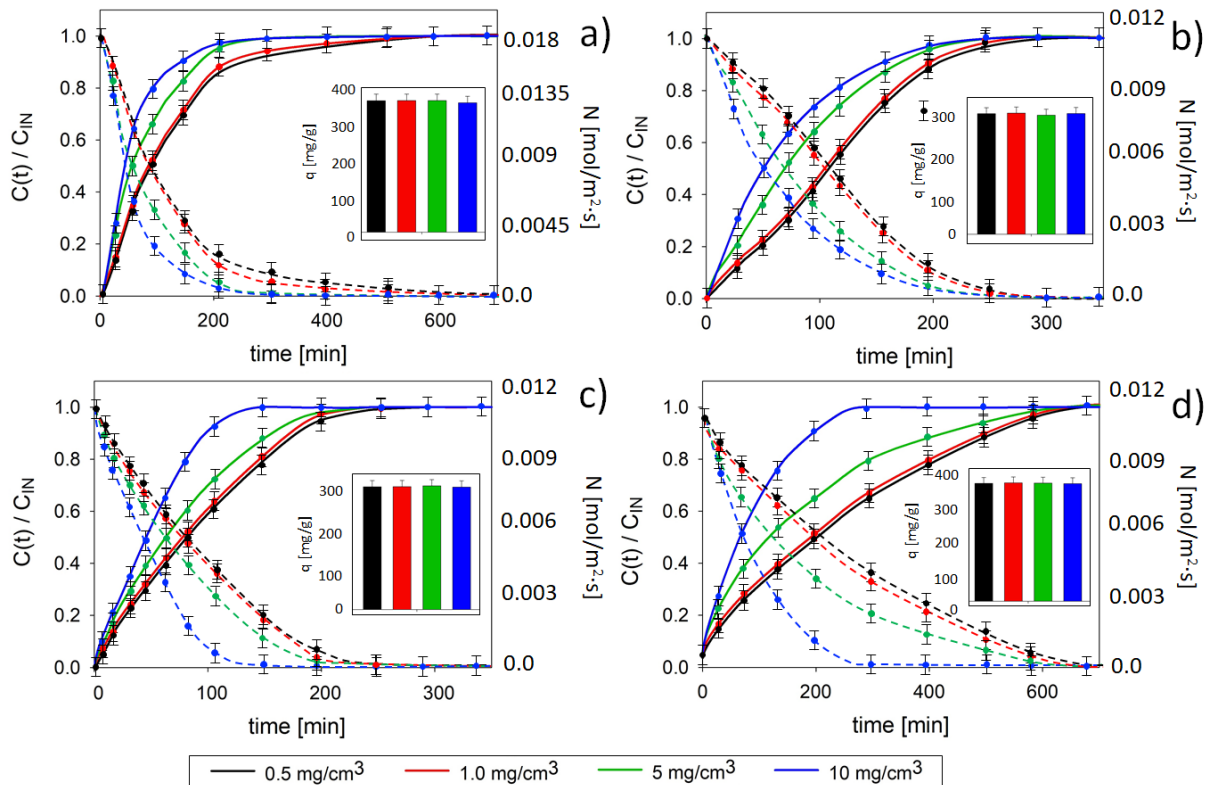 a)
C(t) / C_IN
1.0
0.8
0.6
0.4
0.2
0.0
0 200 400 600
time [min]
0.018
0.0135
0.009
0.0045
0.0
N [mol/m²·s]
q [mg/g]
400
300
200
100
0
b)
C(t) / C_IN
1.0
0.8
0.6
0.4
0.2
0.0
0 100 200 300
time [min]
0.012
0.009
0.006
0.003
0.0
N [mol/m²·s]
q [mg/g]
300
200
100
0
c)
C(t) / C_IN
1.0
0.8
0.6
0.4
0.2
0.0
0 100 200 300
time [min]
0.012
0.009
0.006
0.003
0.0
N [mol/m²·s]
q [mg/g]
300
200
100
0
d)
C(t) / C_IN
1.0
0.8
0.6
0.4
0.2
0.0
0 200 400 600
time [min]
0.012
0.009
0.006
0.003
0.0
N [mol/m²·s]
q [mg/g]
400
300
200
100
0
0.5 mg/cm³ 1.0 mg/cm³ 5 mg/cm³ 10 mg/cm³